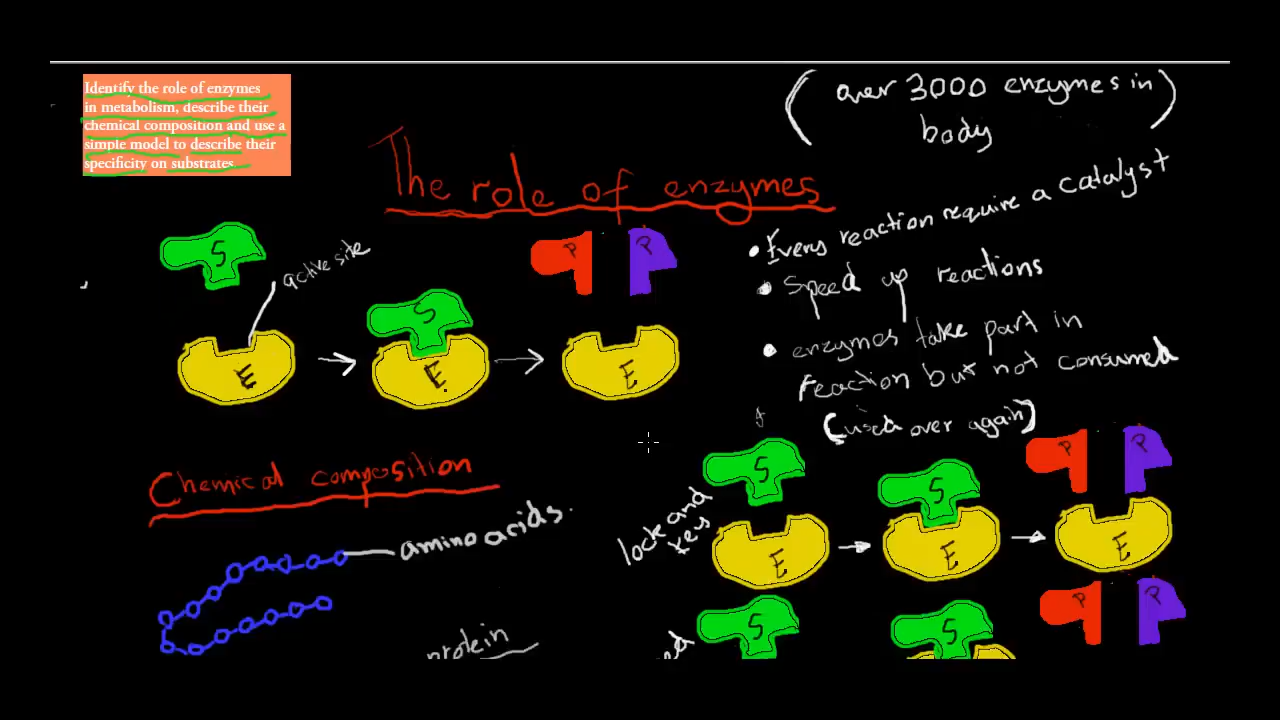 Identify the role of enzymes
in metabolism, describe their
chemical composition and use a
simple model to describe their
specificity on substrates.
(over 3000 enzymes in
body)
The role of enzymes
• Every reaction require a catalyst
• Speed up reactions
• enzymes take part in
reaction but not consumed
(used over again)
S
active site
E
S
E
P P
E
Chemical composition
amino acids.
protein
lock and
key
S
E
S
E
P P
E
S
S
P P